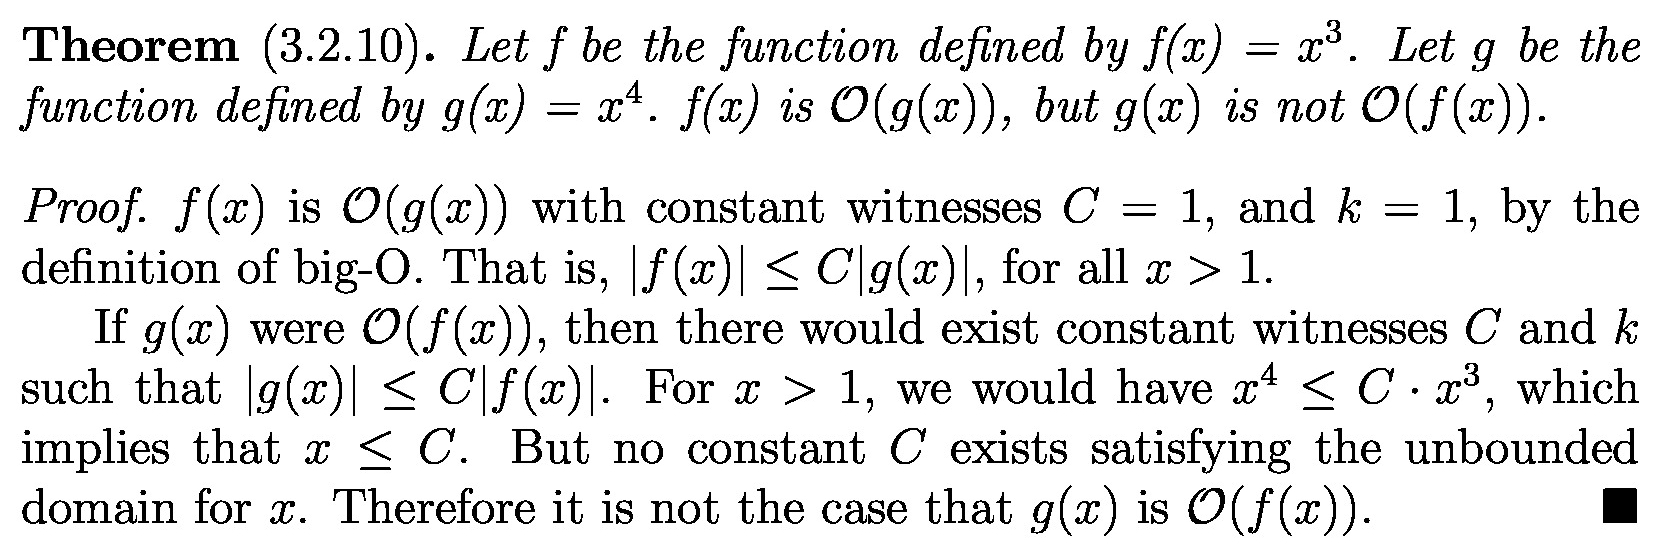 Theorem (3.2.10). Let f be the function defined by f(x) = x³. Let g be the
function defined by g(x) = x⁴. f(x) is 𝒪(g(x)), but g(x) is not 𝒪(f(x)).
Proof. f(x) is 𝒪(g(x)) with constant witnesses C = 1, and k = 1, by the
definition of big-O. That is, |f(x)| ≤ C|g(x)|, for all x > 1.
If g(x) were 𝒪(f(x)), then there would exist constant witnesses C and k
such that |g(x)| ≤ C|f(x)|. For x > 1, we would have x⁴ ≤ C · x³, which
implies that x ≤ C. But no constant C exists satisfying the unbounded
domain for x. Therefore it is not the case that g(x) is 𝒪(f(x)). ■